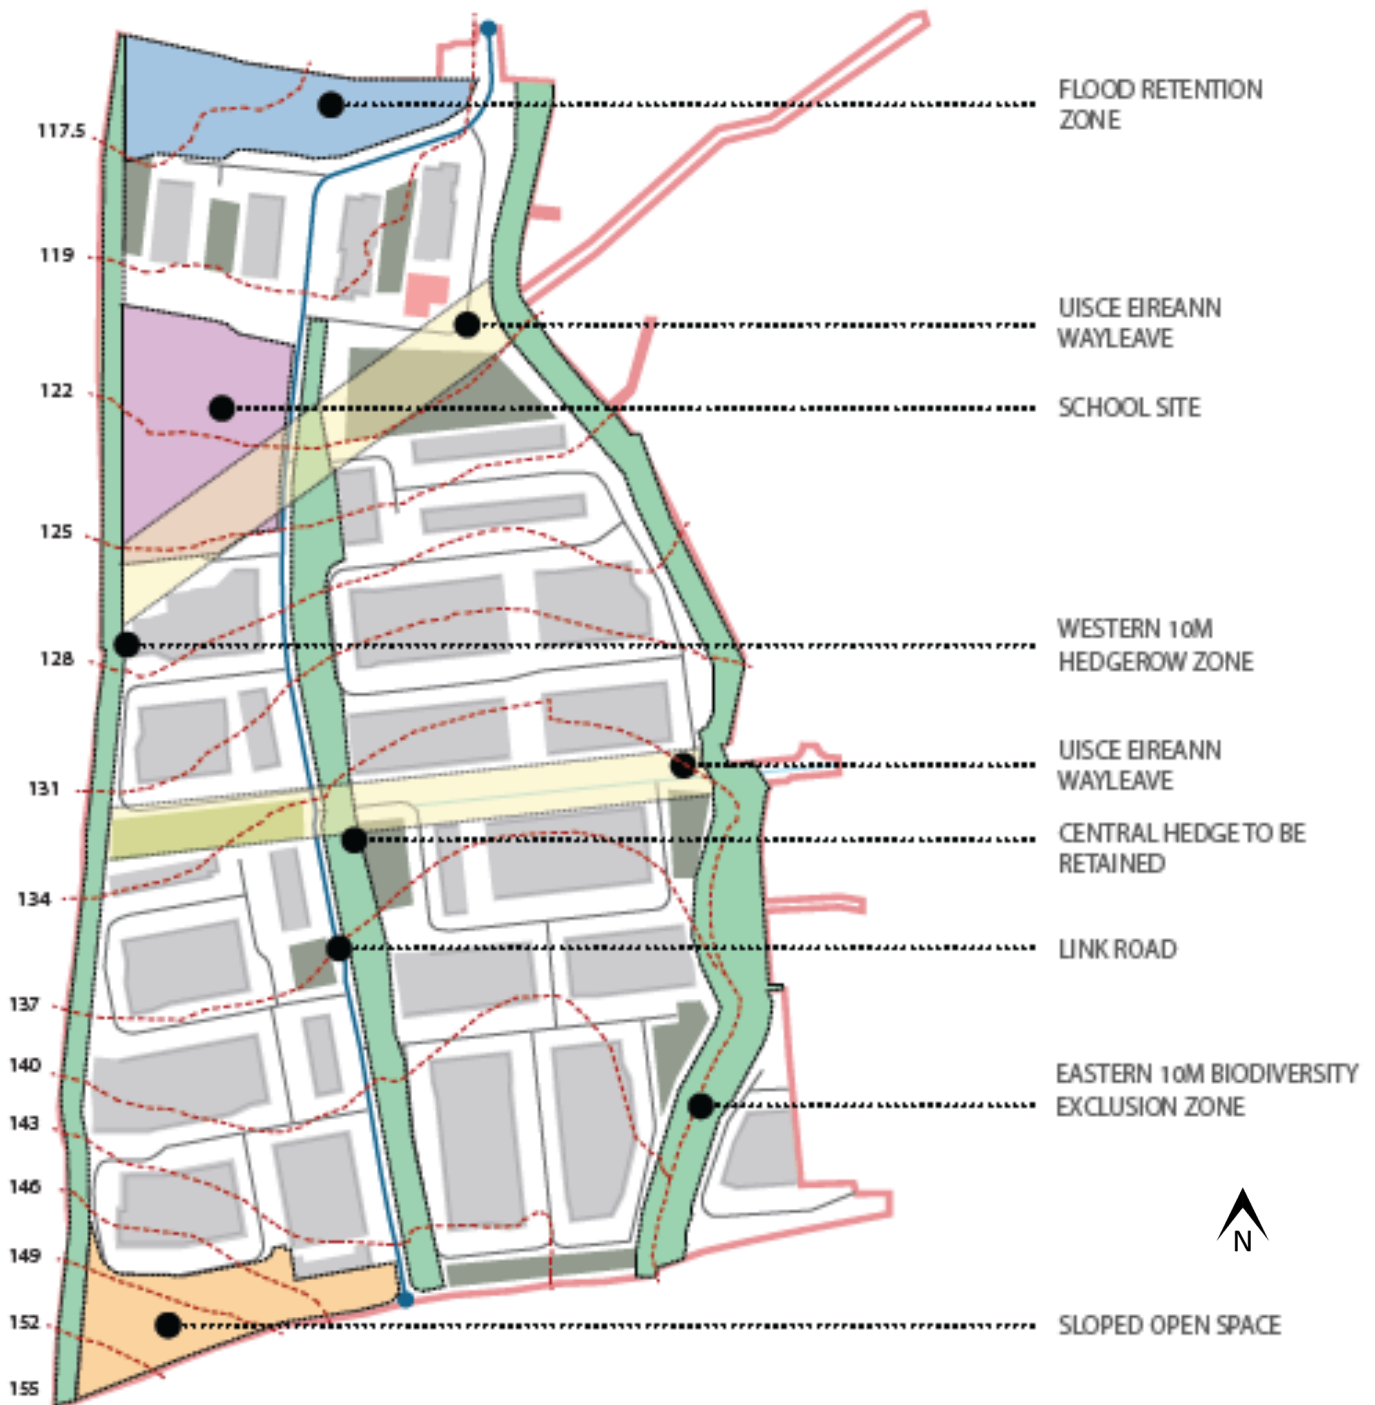 FLOOD RETENTION
ZONE
117.5
119
UISCE EIREANN
WAYLEAVE
122
SCHOOL SITE
125
WESTERN 10M
HEDGEROW ZONE
128
UISCE EIREANN
WAYLEAVE
131
CENTRAL HEDGE TO BE
RETAINED
134
LINK ROAD
137
140
EASTERN 10M BIODIVERSITY
EXCLUSION ZONE
143
146
N
149
152
SLOPED OPEN SPACE
155